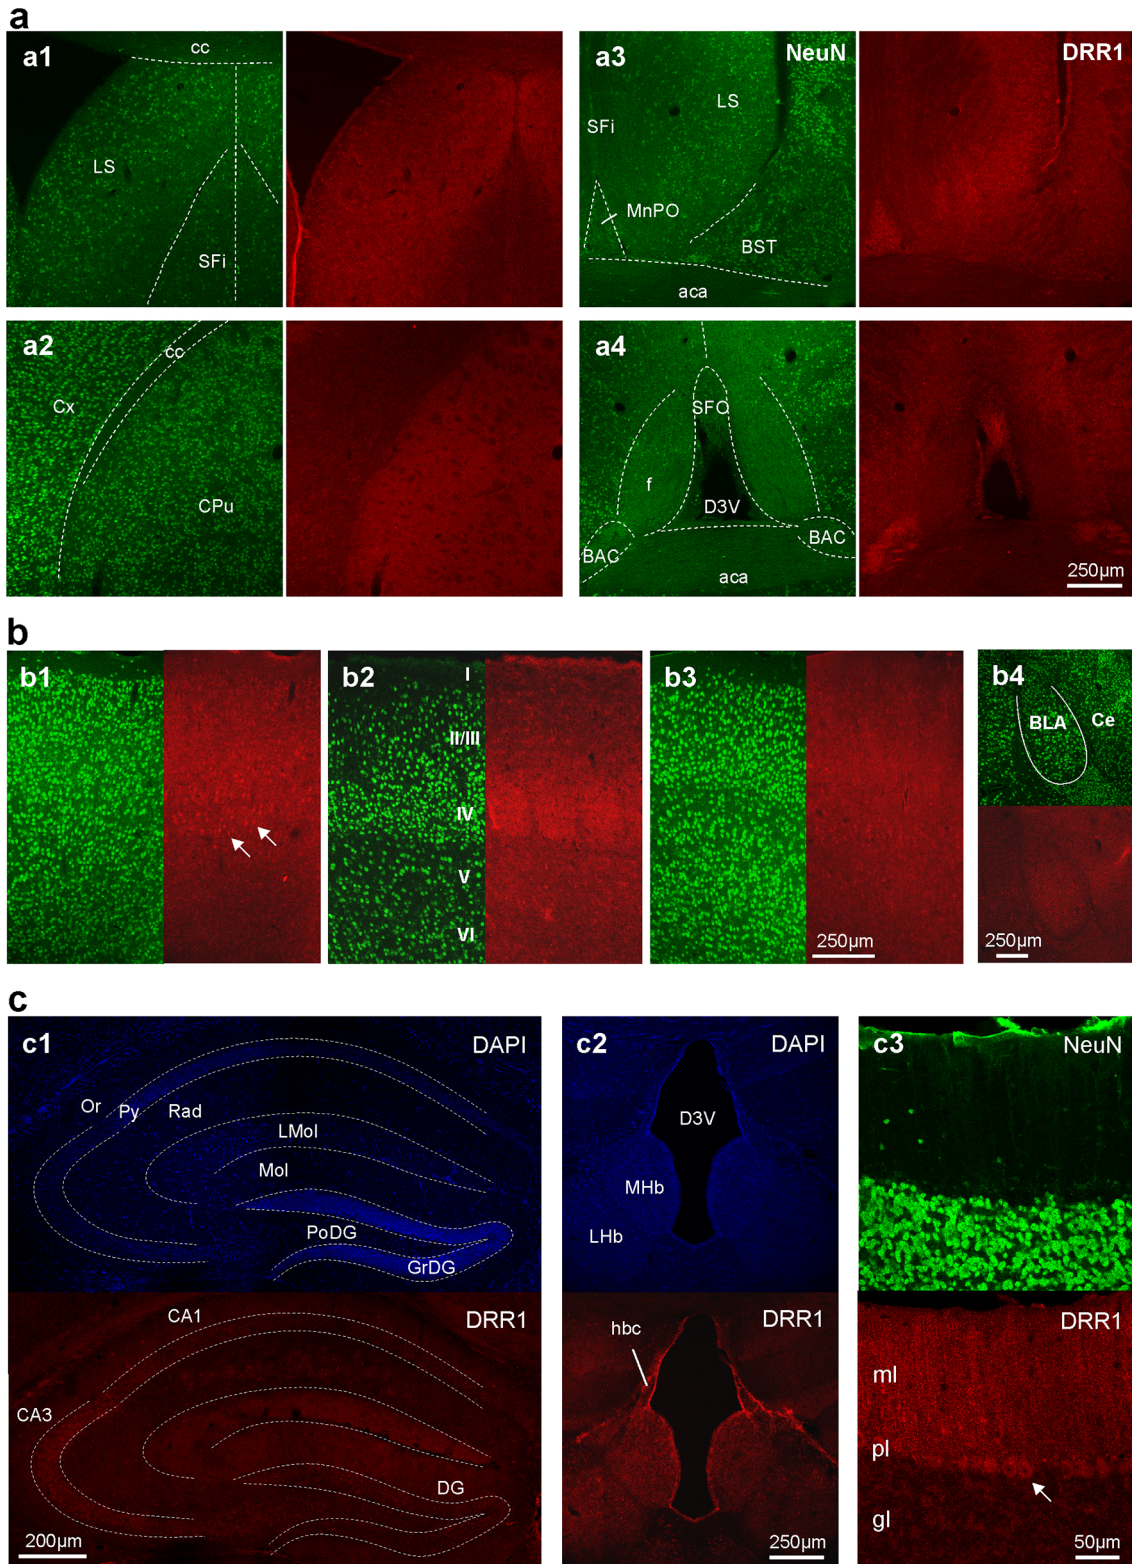 a
a1
cc
LS
SFi
a3
NeuN
DRR1
LS
SFi
MnPO
BST
aca
a2
cc
Cx
CPu
a4
SFO
f
D3V
BAC
BAC
aca
250µm
b
b1
b2
I
II/III
IV
V
VI
b3
250µm
b4
BLA
Ce
250µm
c
c1
DAPI
Or
Py
Rad
LMol
Mol
PoDG
GrDG
CA1
DRR1
CA3
DG
200µm
c2
DAPI
D3V
MHb
LHb
DRR1
hbc
250µm
c3
NeuN
DRR1
ml
pl
gl
50µm